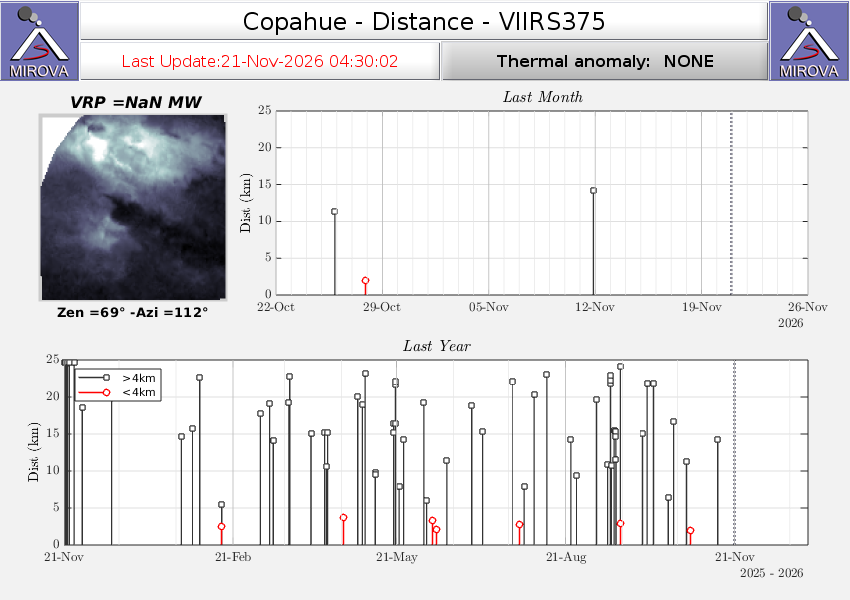 Copahue - Distance - VIIRS375
MIROVA
Last Update:21-Nov-2026 04:30:02
Thermal anomaly: NONE
MIROVA
VRP =NaN MW
Zen =69° -Azi =112°
Last Month
Dist (km)
25
20
15
10
5
0
22-Oct
29-Oct
05-Nov
12-Nov
19-Nov
26-Nov
2026
Last Year
Dist (km)
25
20
15
10
5
0
>4km
<4km
21-Nov
21-Feb
21-May
21-Aug
21-Nov
2025 - 2026